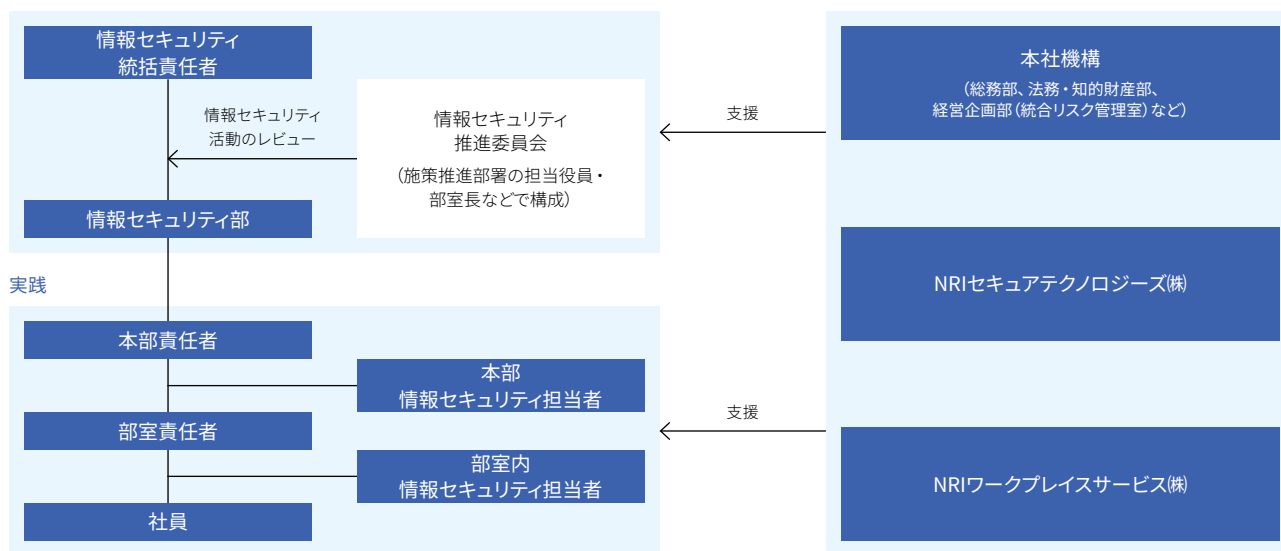 情報セキュリティ
統括責任者
情報セキュリティ
活動のレビュー
情報セキュリティ
推進委員会
（施策推進部署の担当役員・
部室長などで構成）
情報セキュリティ部
支援
本社機構
（総務部、法務・知的財産部、
経営企画部（統合リスク管理室）など）
NRIセキュアテクノロジーズ㈱
実践
本部責任者
本部
情報セキュリティ担当者
部室責任者
部室内
情報セキュリティ担当者
社員
支援
NRIワークプレイスサービス㈱